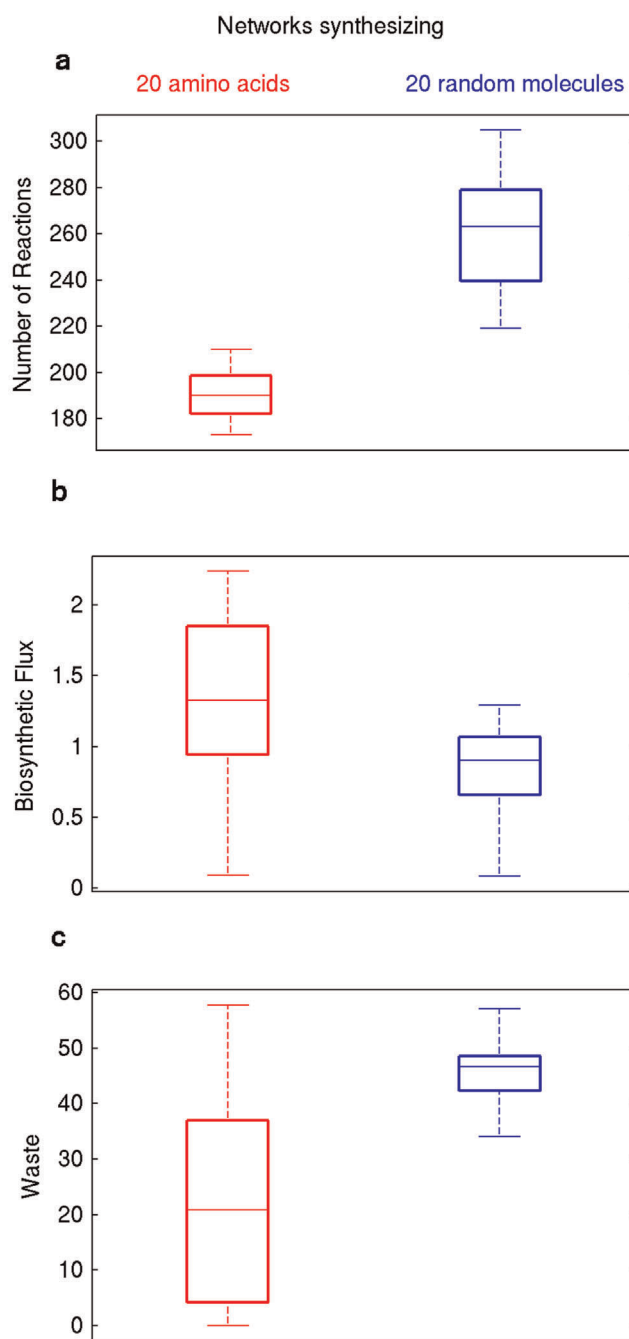 Networks synthesizing
a
20 amino acids 20 random molecules
Number of Reactions
300
280
260
240
220
200
180
b
Biosynthetic Flux
2
1.5
1
0.5
0
c
Waste
60
50
40
30
20
10
0